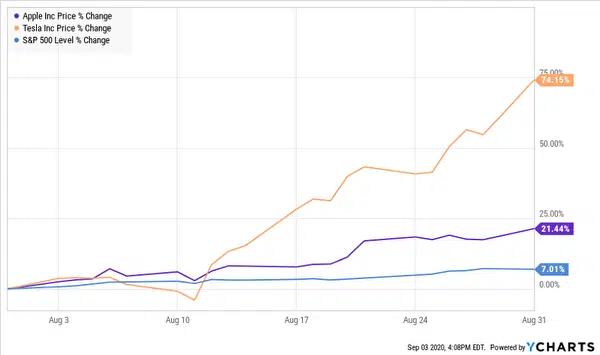 Apple Inc Price % Change
Tesla Inc Price % Change
S&P 500 Level % Change
75.00%
74.15%
50.00%
25.00%
21.44%
7.01%
0.00%
Aug 3
Aug 10
Aug 17
Aug 24
Aug 31
Sep 03 2020, 4:08PM EDT. Powered by YCHARTS